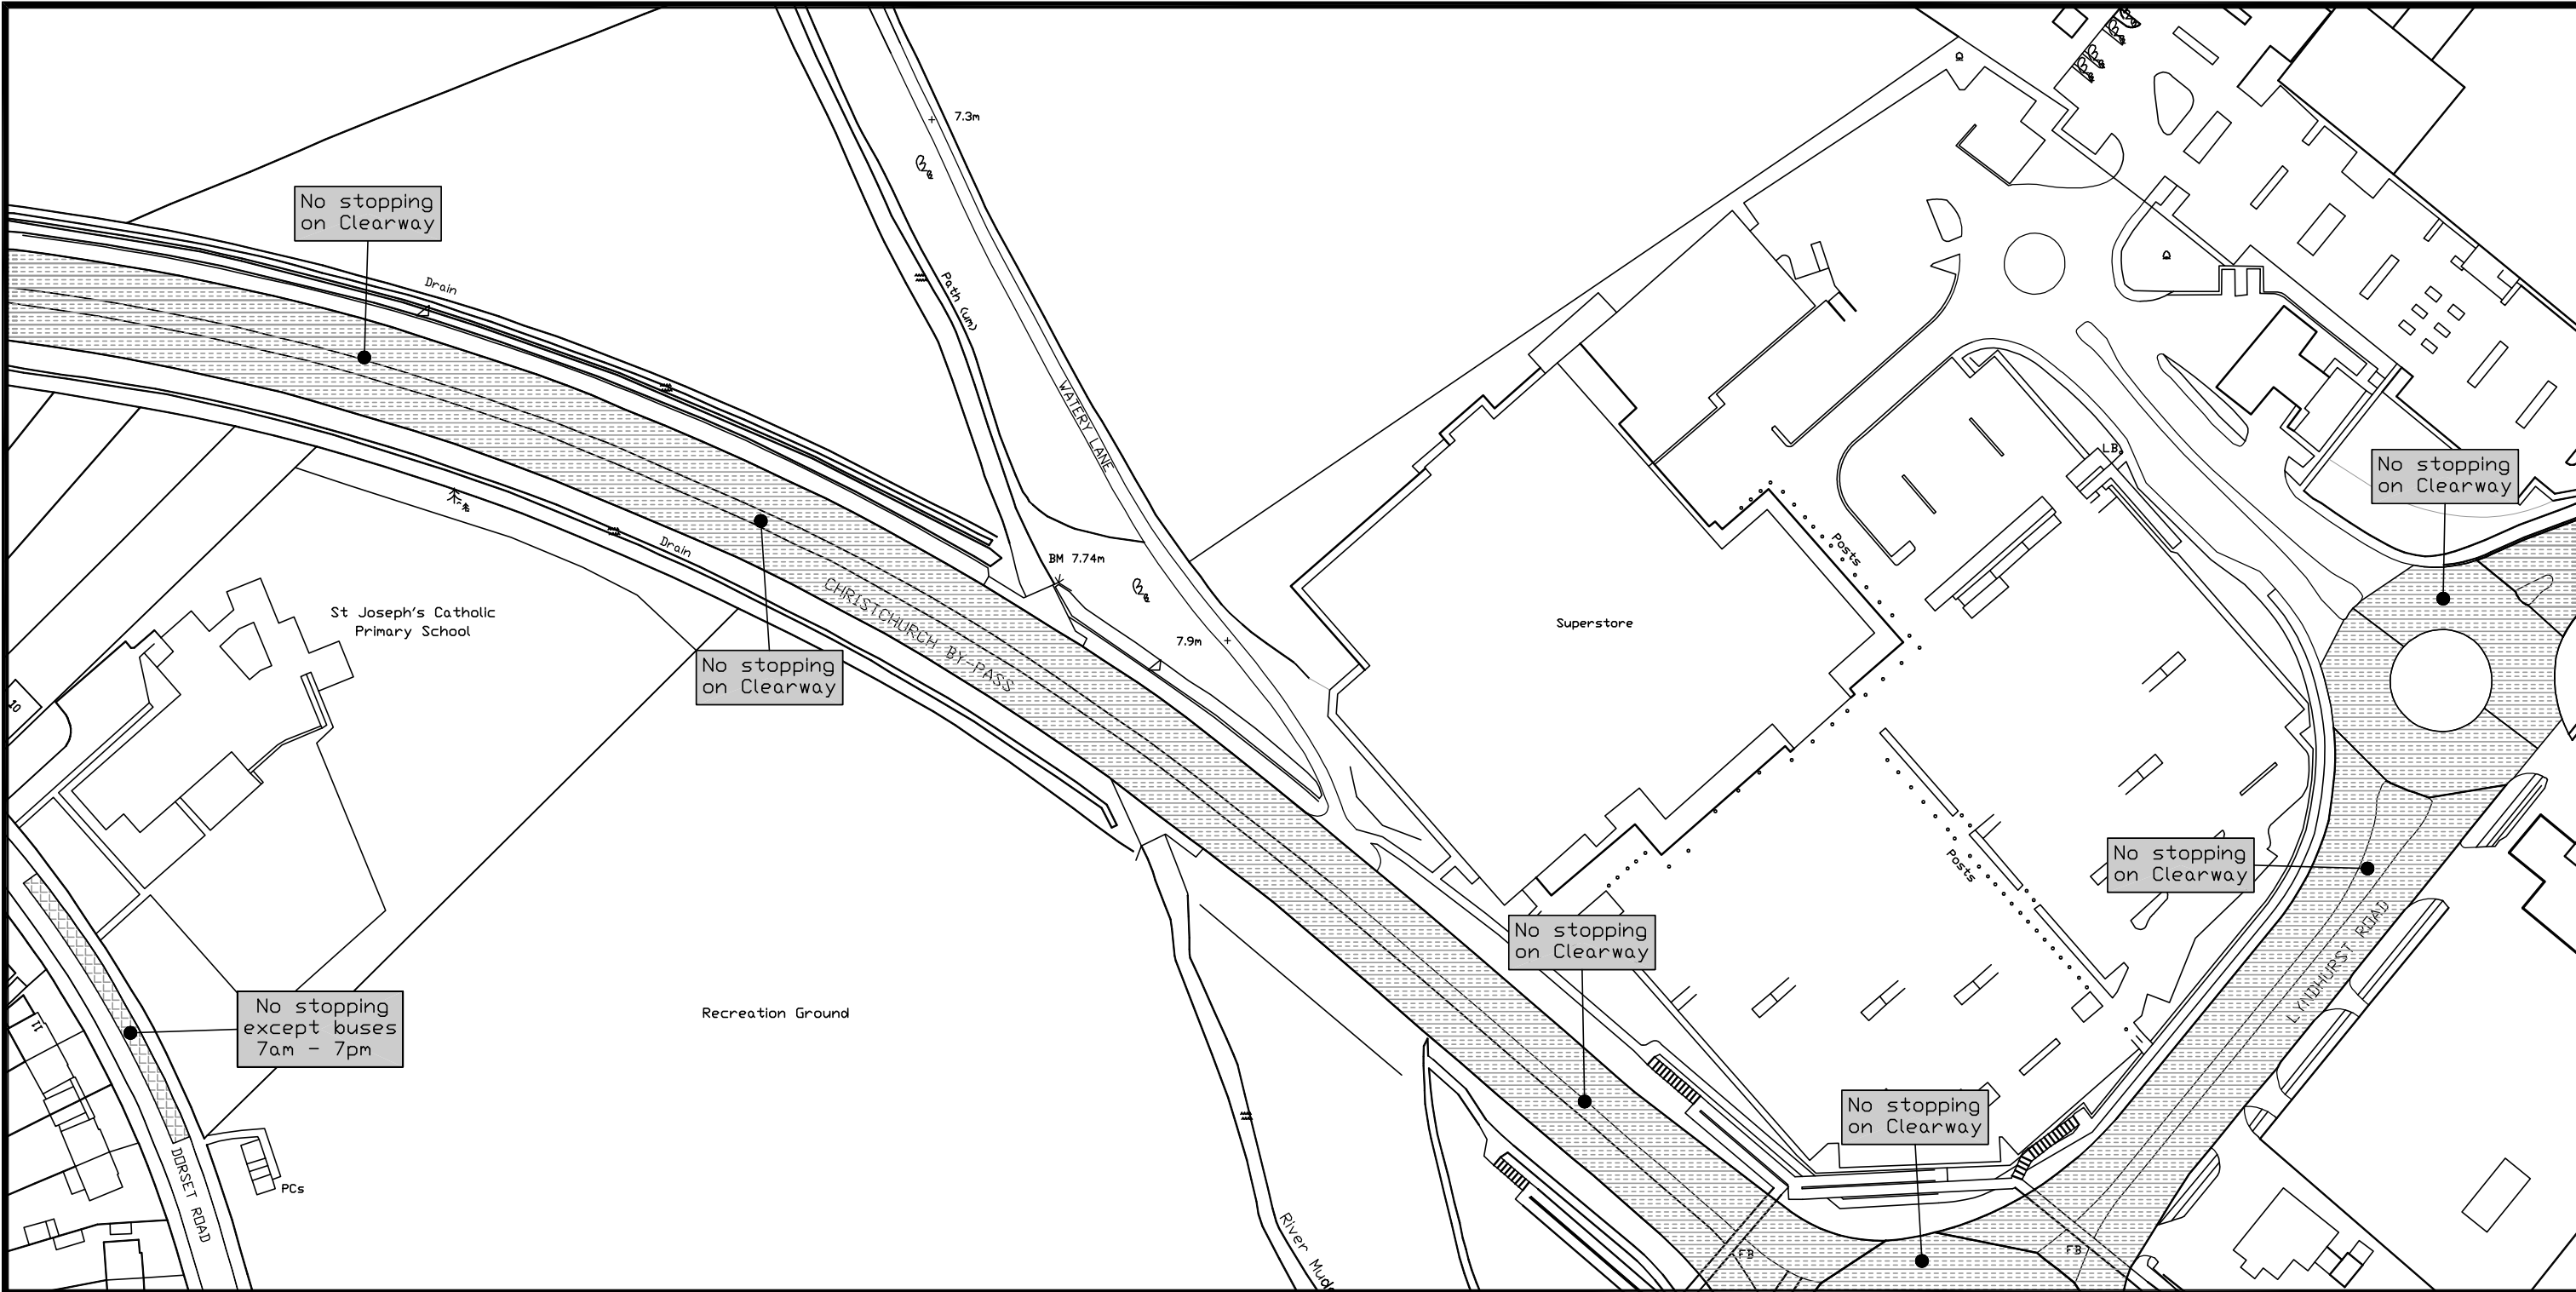 7.3m
No stopping
on Clearway
Drain
Path (um)
WATERY LANE
LB
No stopping
on Clearway
Posts
BM 7.74m
Drain
CHRISTCHURCH BY-PASS
St Joseph's Catholic
Primary School
Superstore
7.9m
No stopping
on Clearway
10
No stopping
on Clearway
Posts
LYNDHURST ROAD
No stopping
on Clearway
No stopping
except buses
7am - 7pm
Recreation Ground
11
No stopping
on Clearway
DORSET ROAD
PCs
River Mude
FB
FB